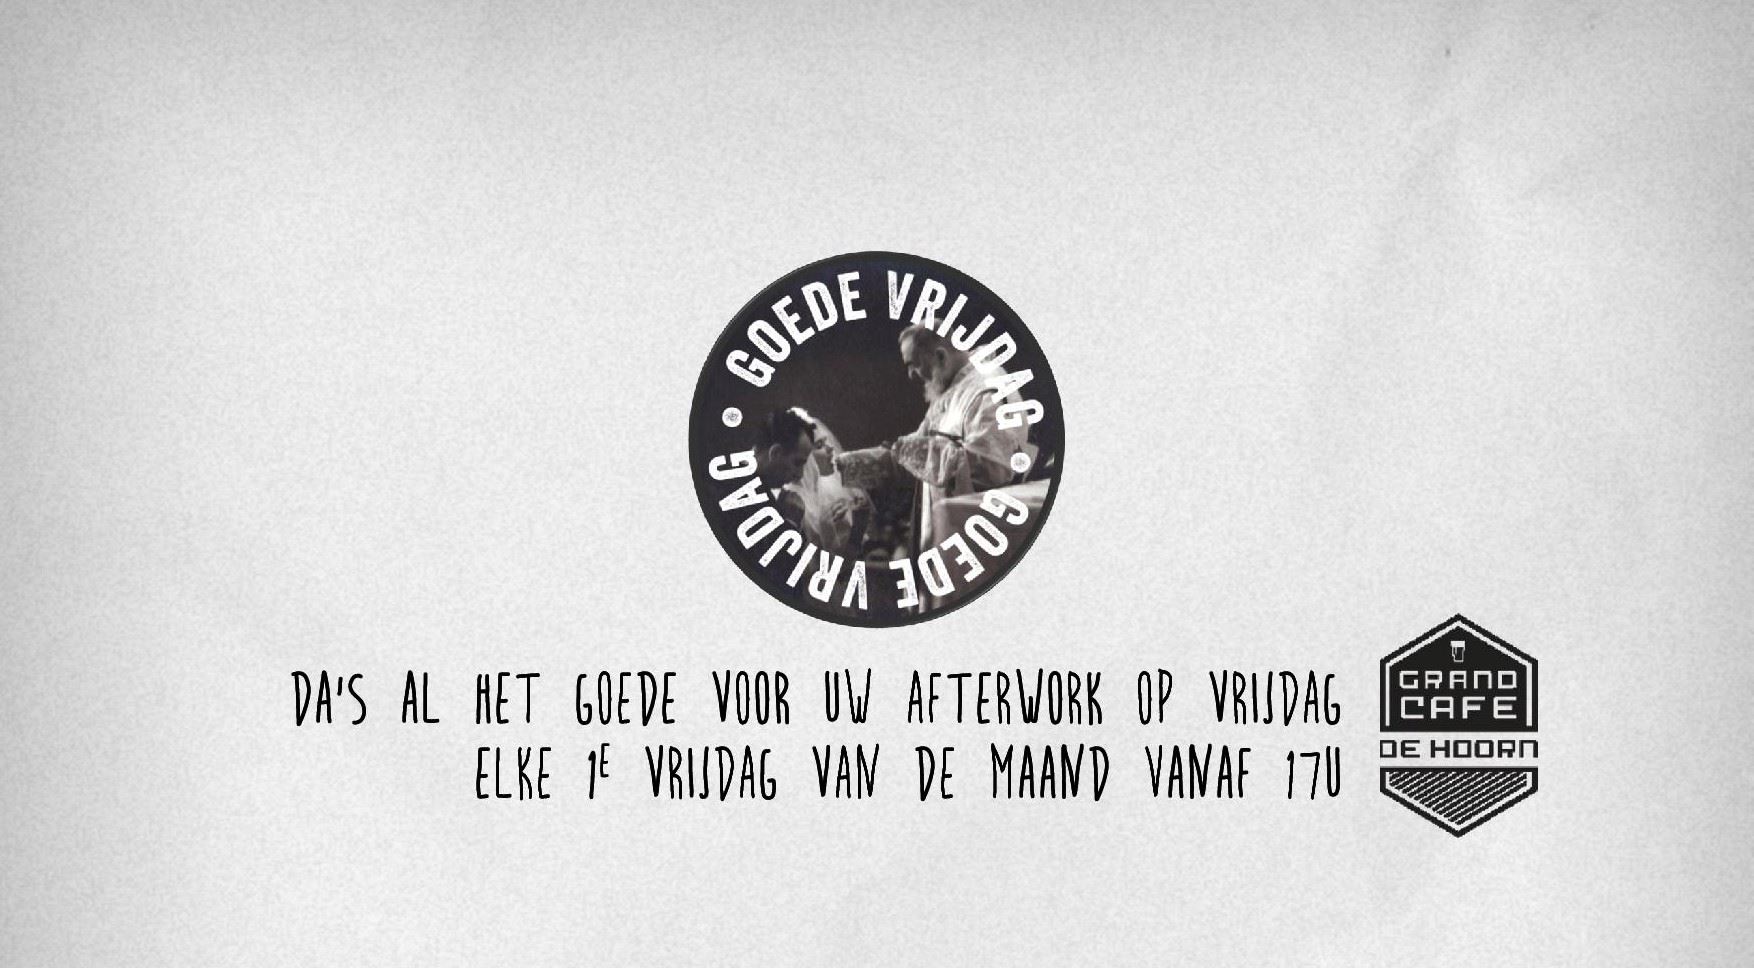 GOEDE VRIJDAG • GOEDE VRIJDAG •
DA'S AL HET GOEDE VOOR UW AFTERWORK OP VRIJDAG
ELKE 1E VRIJDAG VAN DE MAAND VANAF 17U
GRAND
CAFE
DE HOORN